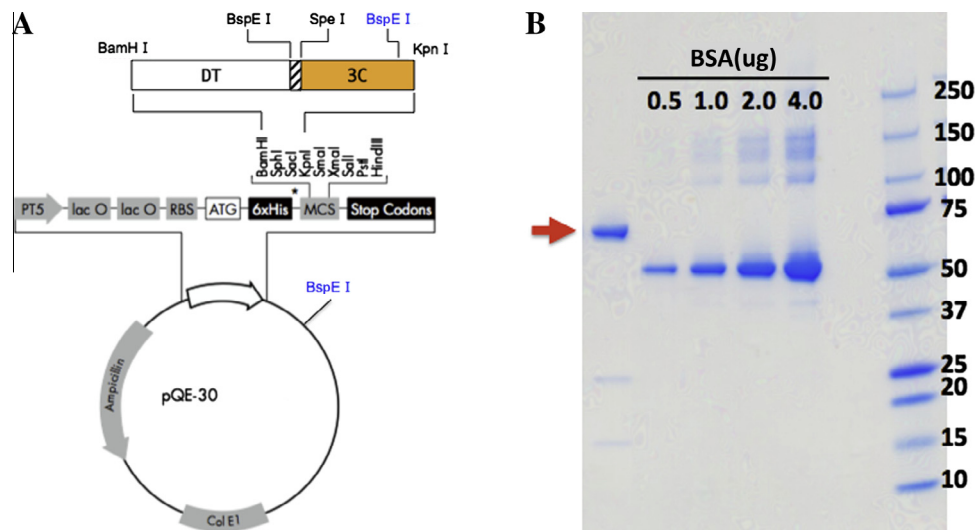 A
BspE I
Spe I
BspE I
BamH I
Kpn I
DT
3C
BamHI
SphI
SacI
KpnI
SmaI
XmaI
SalI
PstI
HindIII
*
PT5
lac O
lac O
RBS
ATG
6xHis
MCS
Stop Codons
BspE I
Ampicillin
pQE-30
Col E1
B
BSA(ug)
0.5 1.0 2.0 4.0
250
150
100
75
50
37
25
20
15
10